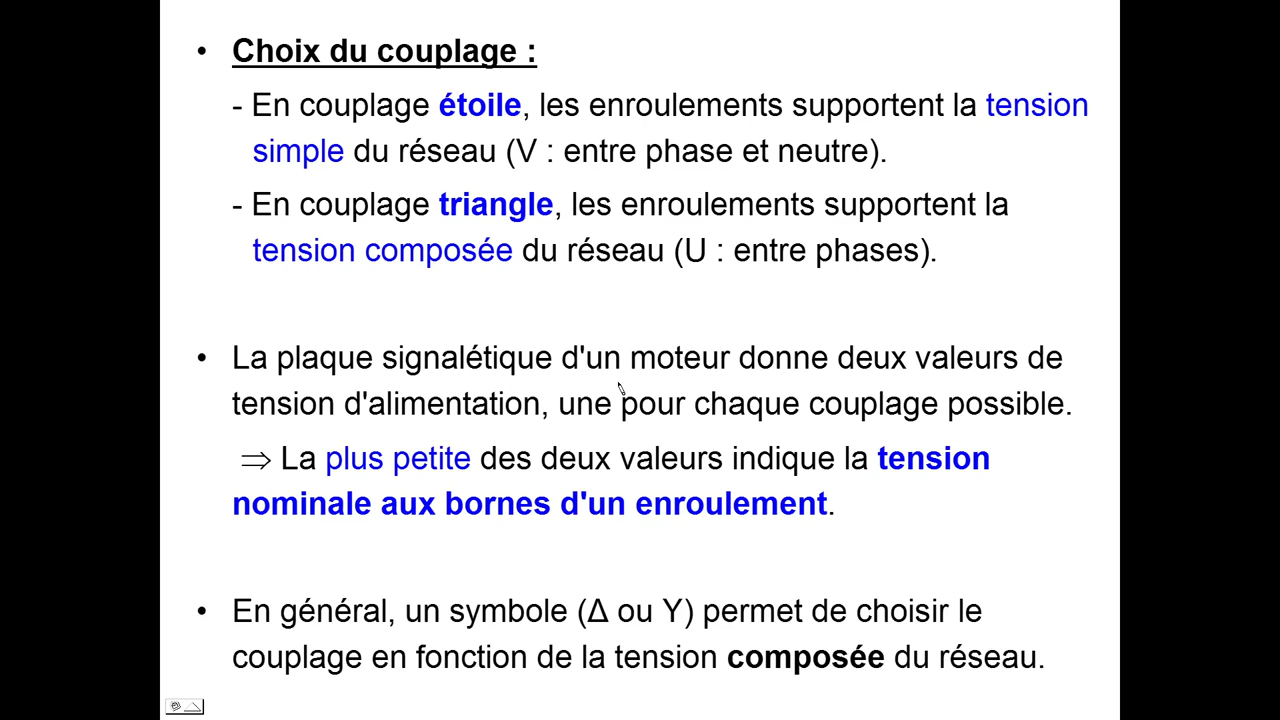 • Choix du couplage :
- En couplage étoile, les enroulements supportent la tension
simple du réseau (V : entre phase et neutre).
- En couplage triangle, les enroulements supportent la
tension composée du réseau (U : entre phases).
• La plaque signalétique d'un moteur donne deux valeurs de
tension d'alimentation, une pour chaque couplage possible.
⇒ La plus petite des deux valeurs indique la tension
nominale aux bornes d'un enroulement.
• En général, un symbole (Δ ou Y) permet de choisir le
couplage en fonction de la tension composée du réseau.